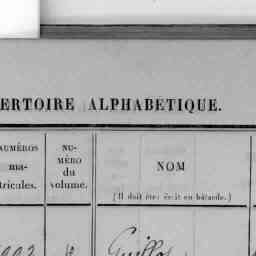 ERTOIRE ALPHABÉTIQUE.
NUMÉROS
ma-
tricules.
NU-
MÉRO
du
volume.
NOM
(Il doit être écrit en bâtarde.)